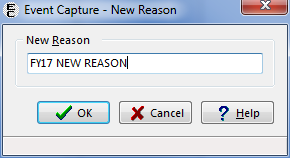 Event Capture - New Reason
New Reason
FY17 NEW REASON
OK Cancel Help